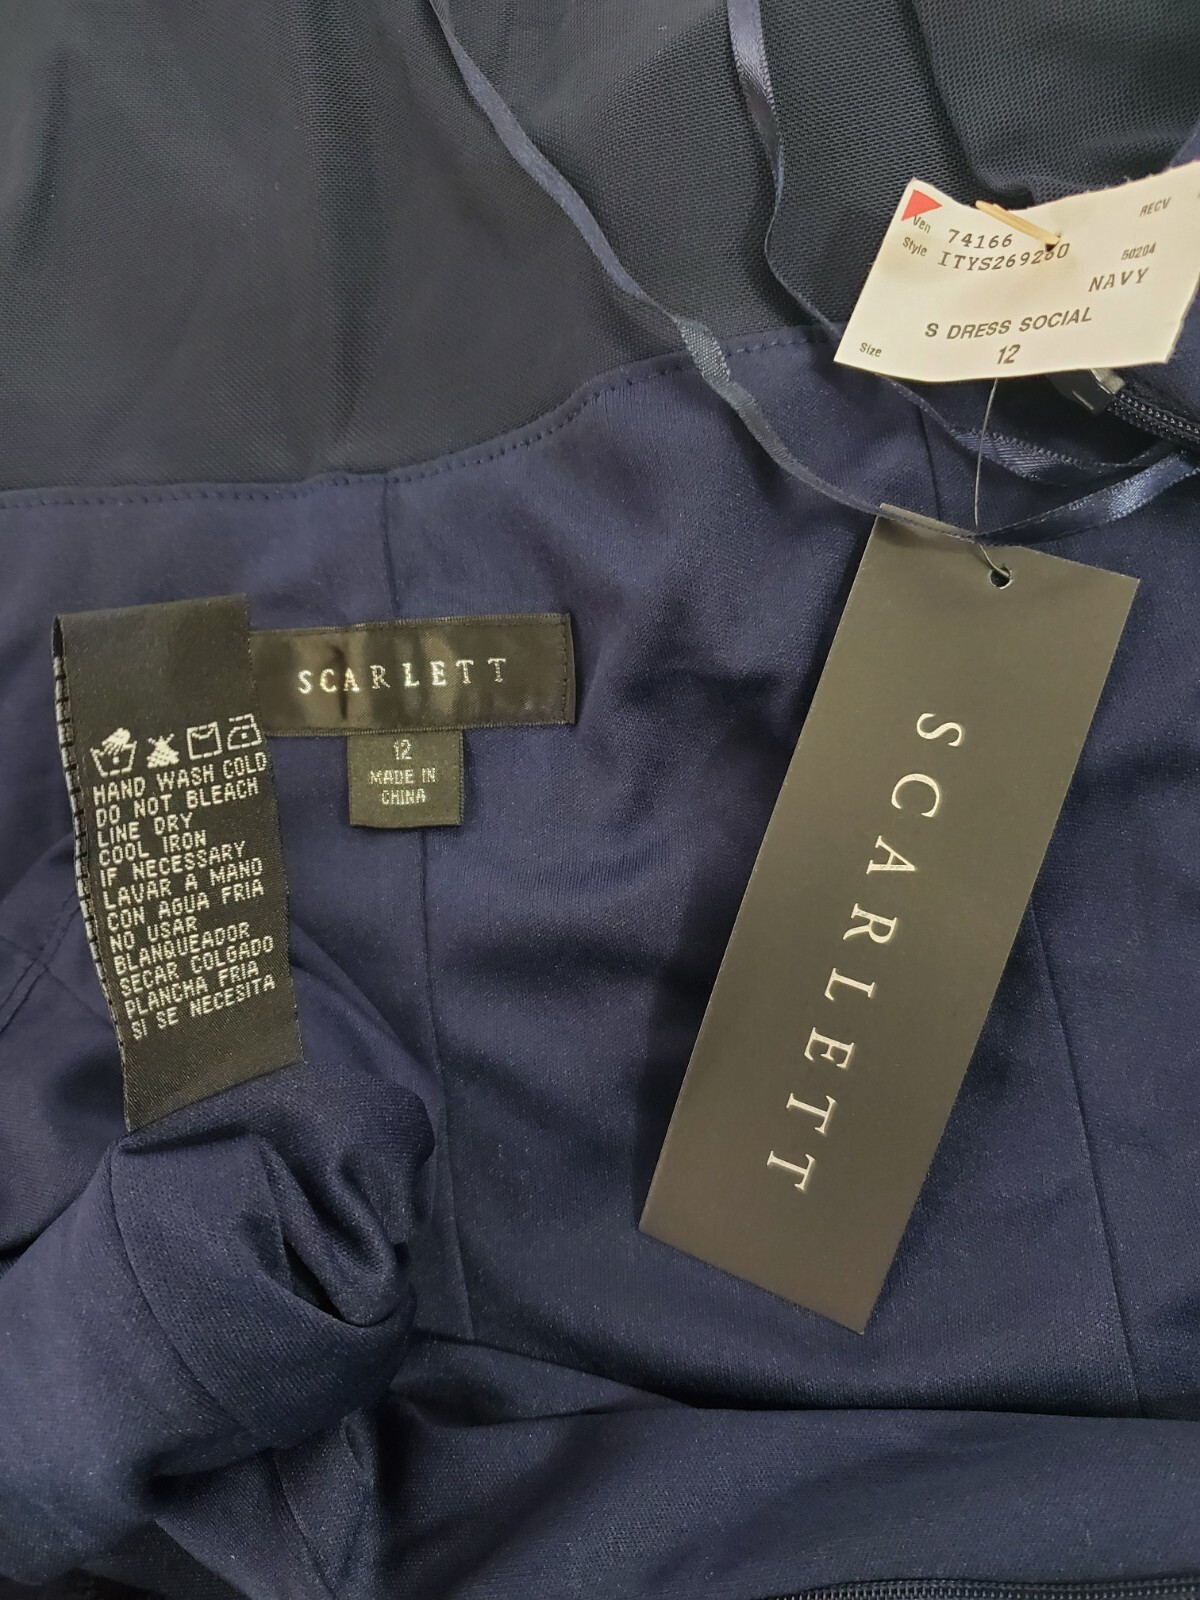 Ven 74166 RECV
Style ITYS269260 50204
NAVY
S DRESS SOCIAL
Size 12
SCARLETT
12
MADE IN
CHINA
HAND WASH COLD
DO NOT BLEACH
LINE DRY
COOL IRON
IF NECESSARY
LAVAR A MANO
CON AGUA FRIA
NO USAR
BLANQUEADOR
SECAR COLGADO
PLANCHA FRIA
SI SE NECESITA
SCARLETT